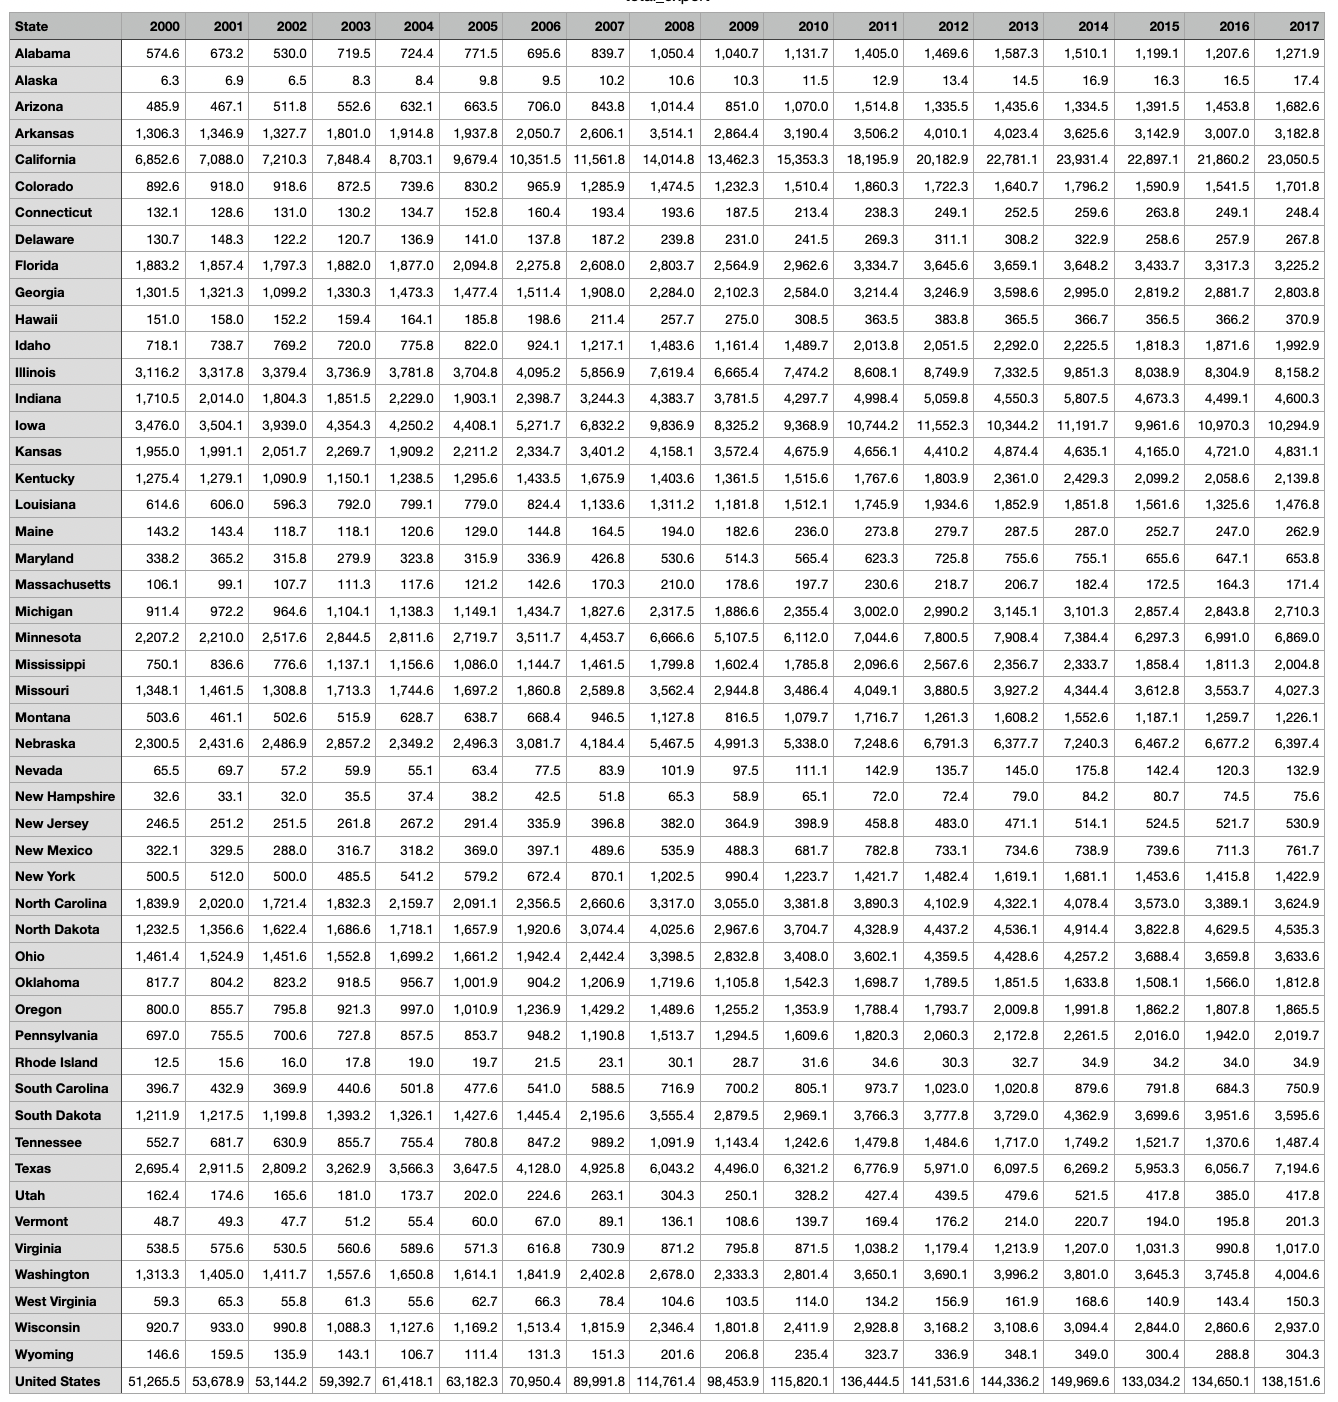 State 2000 2001 2002 2003 2004 2005 2006 2007 2008 2009 2010 2011 2012 2013 2014 2015 2016 2017
Alabama 574.6 673.2 530.0 719.5 724.4 771.5 695.6 839.7 1,050.4 1,040.7 1,131.7 1,405.0 1,469.6 1,587.3 1,510.1 1,199.1 1,207.6 1,271.9
Alaska 6.3 6.9 6.5 8.3 8.4 9.8 9.5 10.2 10.6 10.3 11.5 12.9 13.4 14.5 16.9 16.3 16.5 17.4
Arizona 485.9 467.1 511.8 552.6 632.1 663.5 706.0 843.8 1,014.4 851.0 1,070.0 1,514.8 1,335.5 1,435.6 1,334.5 1,391.5 1,453.8 1,682.6
Arkansas 1,306.3 1,346.9 1,327.7 1,801.0 1,914.8 1,937.8 2,050.7 2,606.1 3,514.1 2,864.4 3,190.4 3,506.2 4,010.1 4,023.4 3,625.6 3,142.9 3,007.0 3,182.8
California 6,852.6 7,088.0 7,210.3 7,848.4 8,703.1 9,679.4 10,351.5 11,561.8 14,014.8 13,462.3 15,353.3 18,195.9 20,182.9 22,781.1 23,931.4 22,897.1 21,860.2 23,050.5
Colorado 892.6 918.0 918.6 872.5 739.6 830.2 965.9 1,285.9 1,474.5 1,232.3 1,510.4 1,860.3 1,722.3 1,640.7 1,796.2 1,590.9 1,541.5 1,701.8
Connecticut 132.1 128.6 131.0 130.2 134.7 152.8 160.4 193.4 193.6 187.5 213.4 238.3 249.1 252.5 259.6 263.8 249.1 248.4
Delaware 130.7 148.3 122.2 120.7 136.9 141.0 137.8 187.2 239.8 231.0 241.5 269.3 311.1 308.2 322.9 258.6 257.9 267.8
Florida 1,883.2 1,857.4 1,797.3 1,882.0 1,877.0 2,094.8 2,275.8 2,608.0 2,803.7 2,564.9 2,962.6 3,334.7 3,645.6 3,659.1 3,648.2 3,433.7 3,317.3 3,225.2
Georgia 1,301.5 1,321.3 1,099.2 1,330.3 1,473.3 1,477.4 1,511.4 1,908.0 2,284.0 2,102.3 2,584.0 3,214.4 3,246.9 3,598.6 2,995.0 2,819.2 2,881.7 2,803.8
Hawaii 151.0 158.0 152.2 159.4 164.1 185.8 198.6 211.4 257.7 275.0 308.5 363.5 383.8 365.5 366.7 356.5 366.2 370.9
Idaho 718.1 738.7 769.2 720.0 775.8 822.0 924.1 1,217.1 1,483.6 1,161.4 1,489.7 2,013.8 2,051.5 2,292.0 2,225.5 1,818.3 1,871.6 1,992.9
Illinois 3,116.2 3,317.8 3,379.4 3,736.9 3,781.8 3,704.8 4,095.2 5,856.9 7,619.4 6,665.4 7,474.2 8,608.1 8,749.9 7,332.5 9,851.3 8,038.9 8,304.9 8,158.2
Indiana 1,710.5 2,014.0 1,804.3 1,851.5 2,229.0 1,903.1 2,398.7 3,244.3 4,383.7 3,781.5 4,297.7 4,998.4 5,059.8 4,550.3 5,807.5 4,673.3 4,499.1 4,600.3
Iowa 3,476.0 3,504.1 3,939.0 4,354.3 4,250.2 4,408.1 5,271.7 6,832.2 9,836.9 8,325.2 9,368.9 10,744.2 11,552.3 10,344.2 11,191.7 9,961.6 10,970.3 10,294.9
Kansas 1,955.0 1,991.1 2,051.7 2,269.7 1,909.2 2,211.2 2,334.7 3,401.2 4,158.1 3,572.4 4,675.9 4,656.1 4,410.2 4,874.4 4,635.1 4,165.0 4,721.0 4,831.1
Kentucky 1,275.4 1,279.1 1,090.9 1,150.1 1,238.5 1,295.6 1,433.5 1,675.9 1,403.6 1,361.5 1,515.6 1,767.6 1,803.9 2,361.0 2,429.3 2,099.2 2,058.6 2,139.8
Louisiana 614.6 606.0 596.3 792.0 799.1 779.0 824.4 1,133.6 1,311.2 1,181.8 1,512.1 1,745.9 1,934.6 1,852.9 1,851.8 1,561.6 1,325.6 1,476.8
Maine 143.2 143.4 118.7 118.1 120.6 129.0 144.8 164.5 194.0 182.6 236.0 273.8 279.7 287.5 287.0 252.7 247.0 262.9
Maryland 338.2 365.2 315.8 279.9 323.8 315.9 336.9 426.8 530.6 514.3 565.4 623.3 725.8 755.6 755.1 655.6 647.1 653.8
Massachusetts 106.1 99.1 107.7 111.3 117.6 121.2 142.6 170.3 210.0 178.6 197.7 230.6 218.7 206.7 182.4 172.5 164.3 171.4
Michigan 911.4 972.2 964.6 1,104.1 1,138.3 1,149.1 1,434.7 1,827.6 2,317.5 1,886.6 2,355.4 3,002.0 2,990.2 3,145.1 3,101.3 2,857.4 2,843.8 2,710.3
Minnesota 2,207.2 2,210.0 2,517.6 2,844.5 2,811.6 2,719.7 3,511.7 4,453.7 6,666.6 5,107.5 6,112.0 7,044.6 7,800.5 7,908.4 7,384.4 6,297.3 6,991.0 6,869.0
Mississippi 750.1 836.6 776.6 1,137.1 1,156.6 1,086.0 1,144.7 1,461.5 1,799.8 1,602.4 1,785.8 2,096.6 2,567.6 2,356.7 2,333.7 1,858.4 1,811.3 2,004.8
Missouri 1,348.1 1,461.5 1,308.8 1,713.3 1,744.6 1,697.2 1,860.8 2,589.8 3,562.4 2,944.8 3,486.4 4,049.1 3,880.5 3,927.2 4,344.4 3,612.8 3,553.7 4,027.3
Montana 503.6 461.1 502.6 515.9 628.7 638.7 668.4 946.5 1,127.8 816.5 1,079.7 1,716.7 1,261.3 1,608.2 1,552.6 1,187.1 1,259.7 1,226.1
Nebraska 2,300.5 2,431.6 2,486.9 2,857.2 2,349.2 2,496.3 3,081.7 4,184.4 5,467.5 4,991.3 5,338.0 7,248.6 6,791.3 6,377.7 7,240.3 6,467.2 6,677.2 6,397.4
Nevada 65.5 69.7 57.2 59.9 55.1 63.4 77.5 83.9 101.9 97.5 111.1 142.9 135.7 145.0 175.8 142.4 120.3 132.9
New Hampshire 32.6 33.1 32.0 35.5 37.4 38.2 42.5 51.8 65.3 58.9 65.1 72.0 72.4 79.0 84.2 80.7 74.5 75.6
New Jersey 246.5 251.2 251.5 261.8 267.2 291.4 335.9 396.8 382.0 364.9 398.9 458.8 483.0 471.1 514.1 524.5 521.7 530.9
New Mexico 322.1 329.5 288.0 316.7 318.2 369.0 397.1 489.6 535.9 488.3 681.7 782.8 733.1 734.6 738.9 739.6 711.3 761.7
New York 500.5 512.0 500.0 485.5 541.2 579.2 672.4 870.1 1,202.5 990.4 1,223.7 1,421.7 1,482.4 1,619.1 1,681.1 1,453.6 1,415.8 1,422.9
North Carolina 1,839.9 2,020.0 1,721.4 1,832.3 2,159.7 2,091.1 2,356.5 2,660.6 3,317.0 3,055.0 3,381.8 3,890.3 4,102.9 4,322.1 4,078.4 3,573.0 3,389.1 3,624.9
North Dakota 1,232.5 1,356.6 1,622.4 1,686.6 1,718.1 1,657.9 1,920.6 3,074.4 4,025.6 2,967.6 3,704.7 4,328.9 4,437.2 4,536.1 4,914.4 3,822.8 4,629.5 4,535.3
Ohio 1,461.4 1,524.9 1,451.6 1,552.8 1,699.2 1,661.2 1,942.4 2,442.4 3,398.5 2,832.8 3,408.0 3,602.1 4,359.5 4,428.6 4,257.2 3,688.4 3,659.8 3,633.6
Oklahoma 817.7 804.2 823.2 918.5 956.7 1,001.9 904.2 1,206.9 1,719.6 1,105.8 1,542.3 1,698.7 1,789.5 1,851.5 1,633.8 1,508.1 1,566.0 1,812.8
Oregon 800.0 855.7 795.8 921.3 997.0 1,010.9 1,236.9 1,429.2 1,489.6 1,255.2 1,353.9 1,788.4 1,793.7 2,009.8 1,991.8 1,862.2 1,807.8 1,865.5
Pennsylvania 697.0 755.5 700.6 727.8 857.5 853.7 948.2 1,190.8 1,513.7 1,294.5 1,609.6 1,820.3 2,060.3 2,172.8 2,261.5 2,016.0 1,942.0 2,019.7
Rhode Island 12.5 15.6 16.0 17.8 19.0 19.7 21.5 23.1 30.1 28.7 31.6 34.6 30.3 32.7 34.9 34.2 34.0 34.9
South Carolina 396.7 432.9 369.9 440.6 501.8 477.6 541.0 588.5 716.9 700.2 805.1 973.7 1,023.0 1,020.8 879.6 791.8 684.3 750.9
South Dakota 1,211.9 1,217.5 1,199.8 1,393.2 1,326.1 1,427.6 1,445.4 2,195.6 3,555.4 2,879.5 2,969.1 3,766.3 3,777.8 3,729.0 4,362.9 3,699.6 3,951.6 3,595.6
Tennessee 552.7 681.7 630.9 855.7 755.4 780.8 847.2 989.2 1,091.9 1,143.4 1,242.6 1,479.8 1,484.6 1,717.0 1,749.2 1,521.7 1,370.6 1,487.4
Texas 2,695.4 2,911.5 2,809.2 3,262.9 3,566.3 3,647.5 4,128.0 4,925.8 6,043.2 4,496.0 6,321.2 6,776.9 5,971.0 6,097.5 6,269.2 5,953.3 6,056.7 7,194.6
Utah 162.4 174.6 165.6 181.0 173.7 202.0 224.6 263.1 304.3 250.1 328.2 427.4 439.5 479.6 521.5 417.8 385.0 417.8
Vermont 48.7 49.3 47.7 51.2 55.4 60.0 67.0 89.1 136.1 108.6 139.7 169.4 176.2 214.0 220.7 194.0 195.8 201.3
Virginia 538.5 575.6 530.5 560.6 589.6 571.3 616.8 730.9 871.2 795.8 871.5 1,038.2 1,179.4 1,213.9 1,207.0 1,031.3 990.8 1,017.0
Washington 1,313.3 1,405.0 1,411.7 1,557.6 1,650.8 1,614.1 1,841.9 2,402.8 2,678.0 2,333.3 2,801.4 3,650.1 3,690.1 3,996.2 3,801.0 3,645.3 3,745.8 4,004.6
West Virginia 59.3 65.3 55.8 61.3 55.6 62.7 66.3 78.4 104.6 103.5 114.0 134.2 156.9 161.9 168.6 140.9 143.4 150.3
Wisconsin 920.7 933.0 990.8 1,088.3 1,127.6 1,169.2 1,513.4 1,815.9 2,346.4 1,801.8 2,411.9 2,928.8 3,168.2 3,108.6 3,094.4 2,844.0 2,860.6 2,937.0
Wyoming 146.6 159.5 135.9 143.1 106.7 111.4 131.3 151.3 201.6 206.8 235.4 323.7 336.9 348.1 349.0 300.4 288.8 304.3
United States 51,265.5 53,678.9 53,144.2 59,392.7 61,418.1 63,182.3 70,950.4 89,991.8 114,761.4 98,453.9 115,820.1 136,444.5 141,531.6 144,336.2 149,969.6 133,034.2 134,650.1 138,151.6